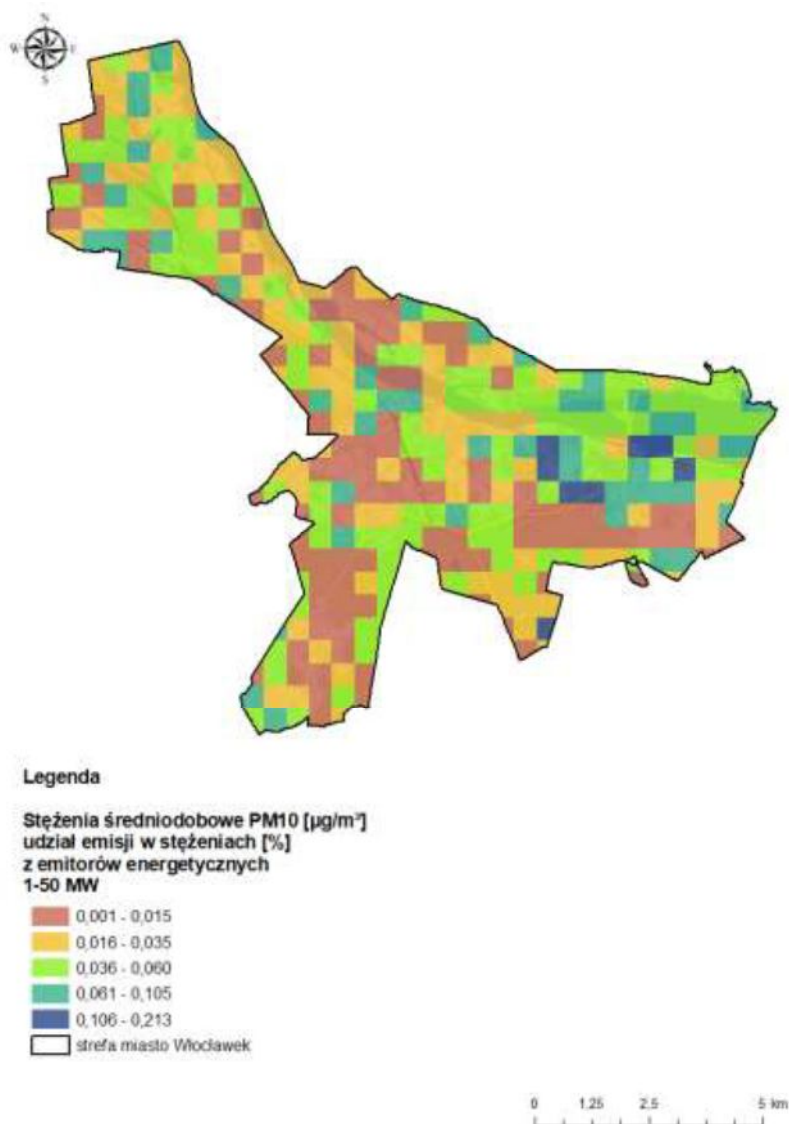 N
W E
S
Legenda
Stężenia średniodobowe PM10 [µg/m³]
udział emisji w stężeniach [%]
z emitorów energetycznych
1-50 MW
0,001 - 0,015
0,016 - 0,035
0,036 - 0,060
0,061 - 0,105
0,106 - 0,213
strefa miasto Włocławek
0 1,25 2,5 5 km